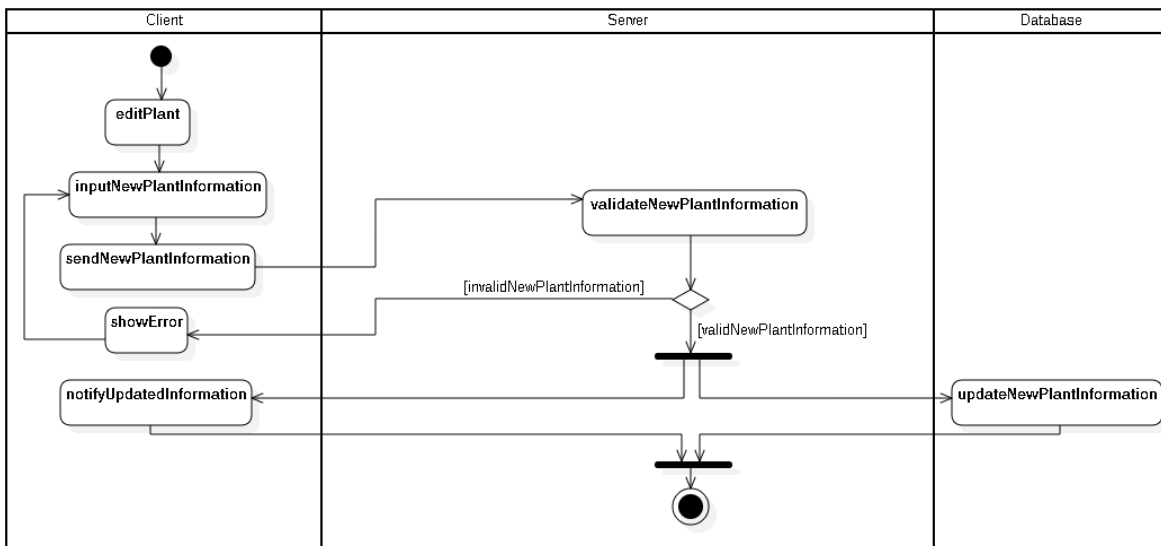 Client
Server
Database
editPlant
inputNewPlantInformation
validateNewPlantInformation
sendNewPlantInformation
[invalidNewPlantInformation]
showError
[validNewPlantInformation]
notifyUpdatedInformation
updateNewPlantInformation